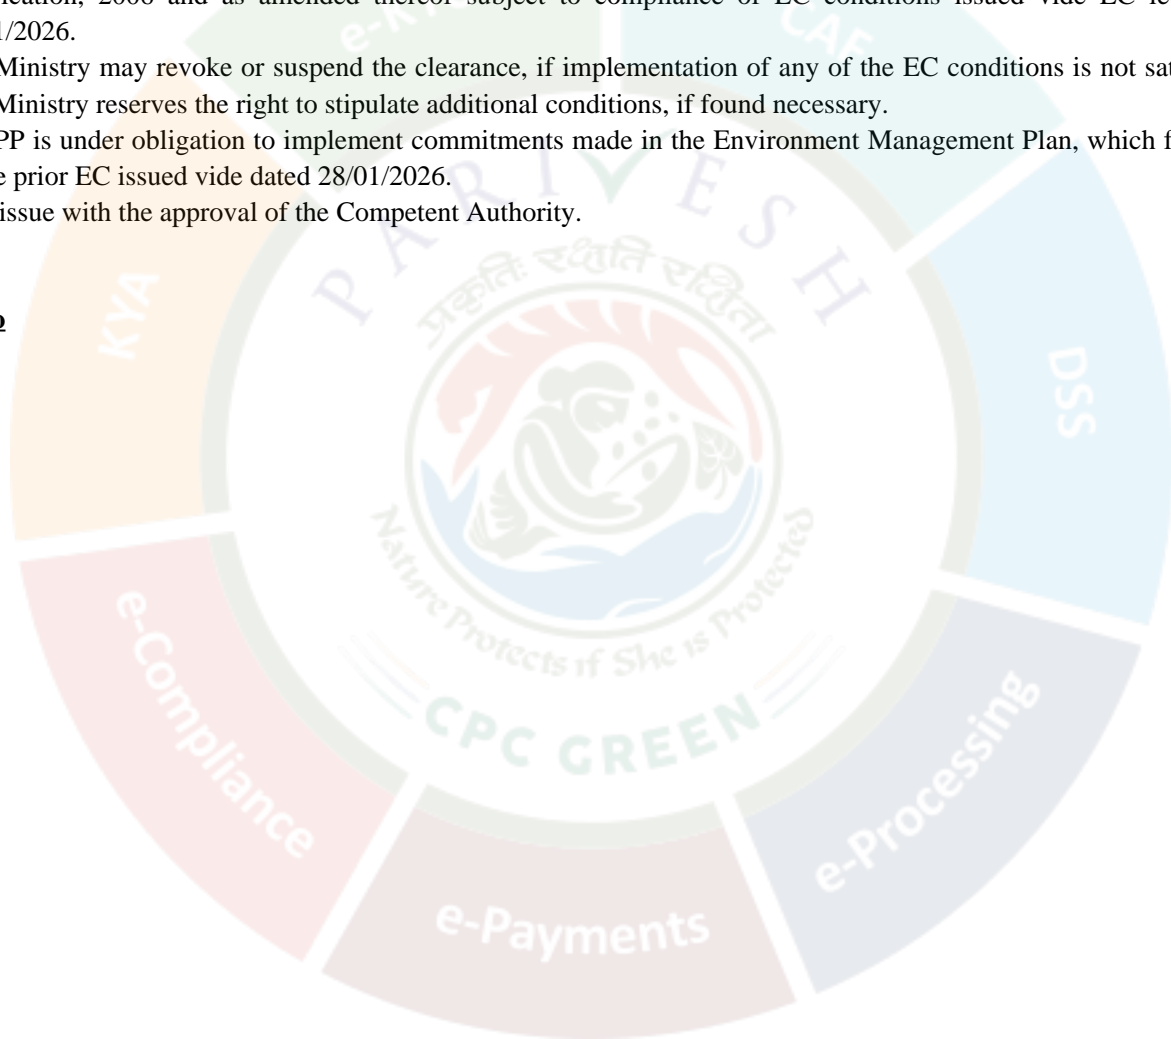 ication, 2006 and as amended thereof subject to compliance of EC conditions issued vide EC le
1/2026.
Ministry may revoke or suspend the clearance, if implementation of any of the EC conditions is not sat
Ministry reserves the right to stipulate additional conditions, if found necessary.
PP is under obligation to implement commitments made in the Environment Management Plan, which f
e prior EC issued vide dated 28/01/2026.
issue with the approval of the Competent Authority.
o
e-K
CAF
PARIVESH
प्रकृतिः रक्षति रक्षिता
KYA
DSS
Nature Protects if She is Protected
CPC GREEN
e-Compliance
e-Processing
e-Payments